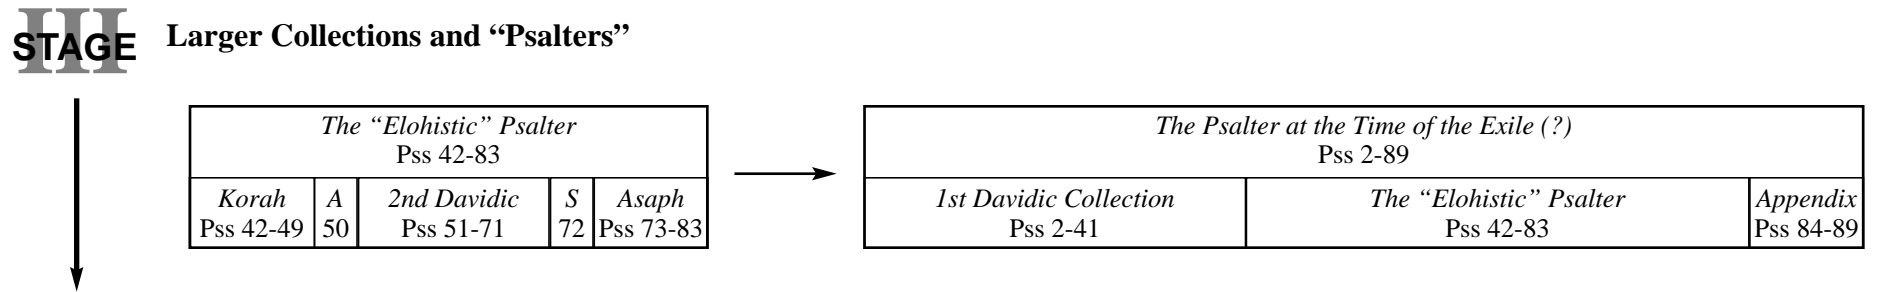 III
STAGE
Larger Collections and “Psalters”
The “Elohistic” Psalter
Pss 42-83
Korah
Pss 42-49
A
50
2nd Davidic
Pss 51-71
S
72
Asaph
Pss 73-83
The Psalter at the Time of the Exile (?)
Pss 2-89
1st Davidic Collection
Pss 2-41
The “Elohistic” Psalter
Pss 42-83
Appendix
Pss 84-89